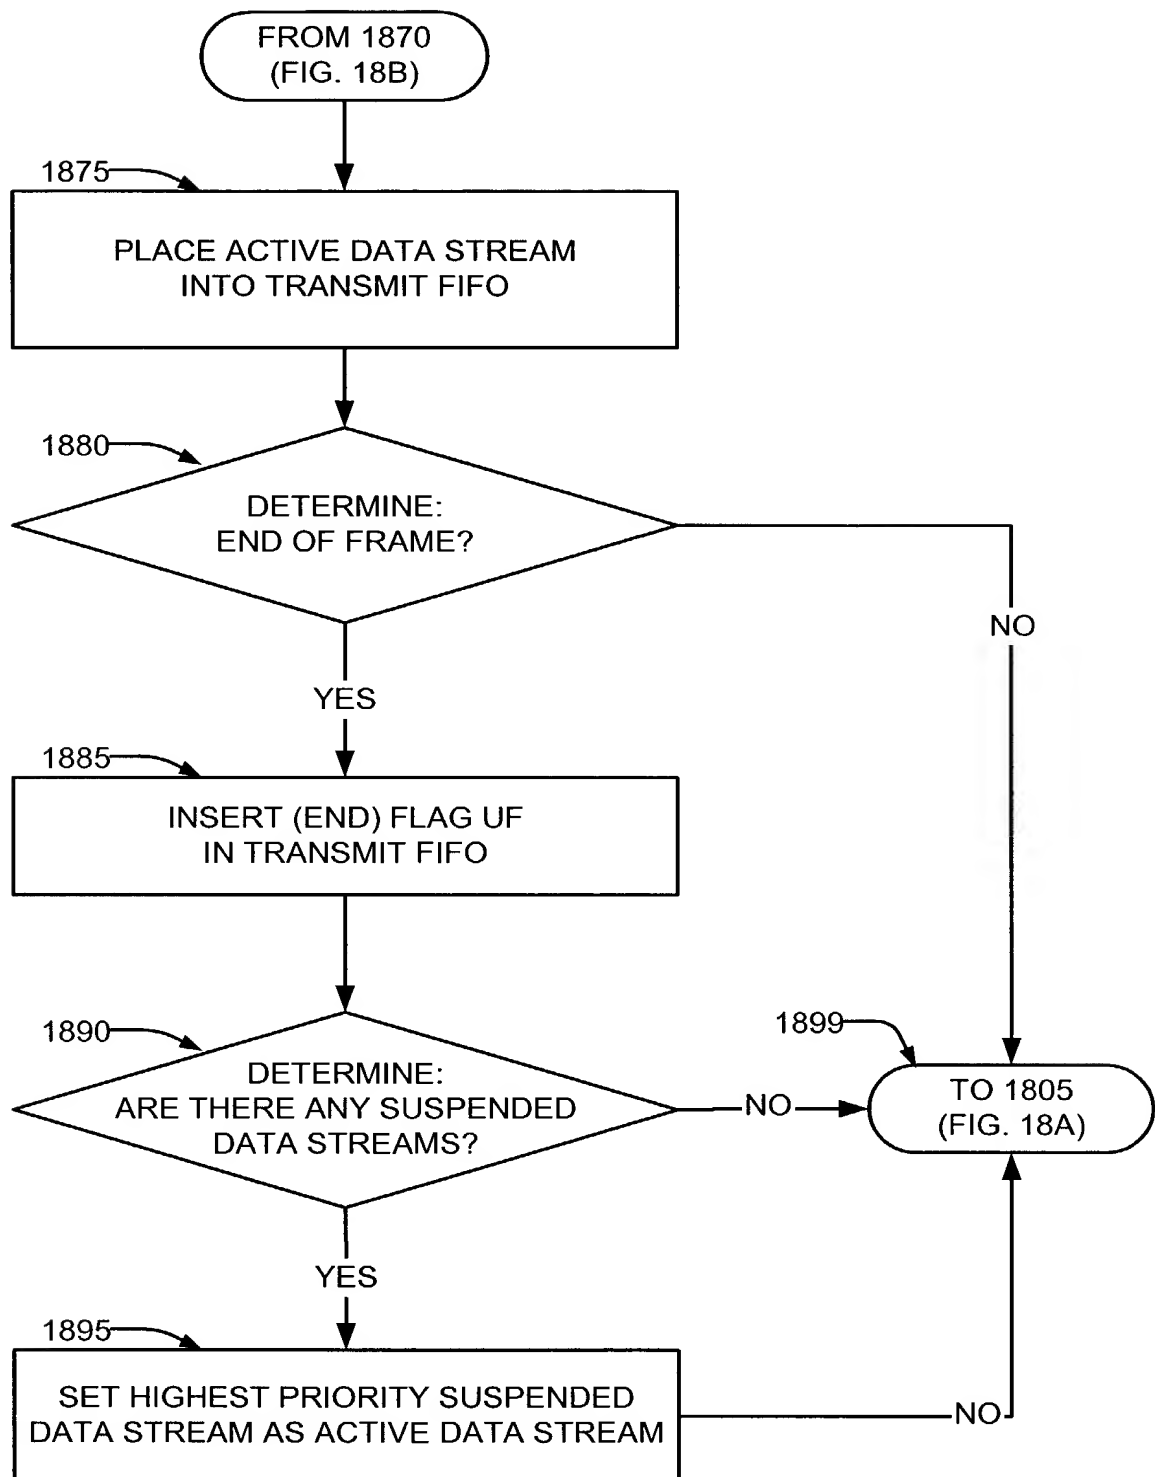 FROM 1870
(FIG. 18B)
1875
PLACE ACTIVE DATA STREAM
INTO TRANSMIT FIFO
1880
DETERMINE:
END OF FRAME?
NO
YES
1885
INSERT (END) FLAG UF
IN TRANSMIT FIFO
1890
DETERMINE:
ARE THERE ANY SUSPENDED
DATA STREAMS?
NO
1899
TO 1805
(FIG. 18A)
YES
1895
SET HIGHEST PRIORITY SUSPENDED
DATA STREAM AS ACTIVE DATA STREAM
NO